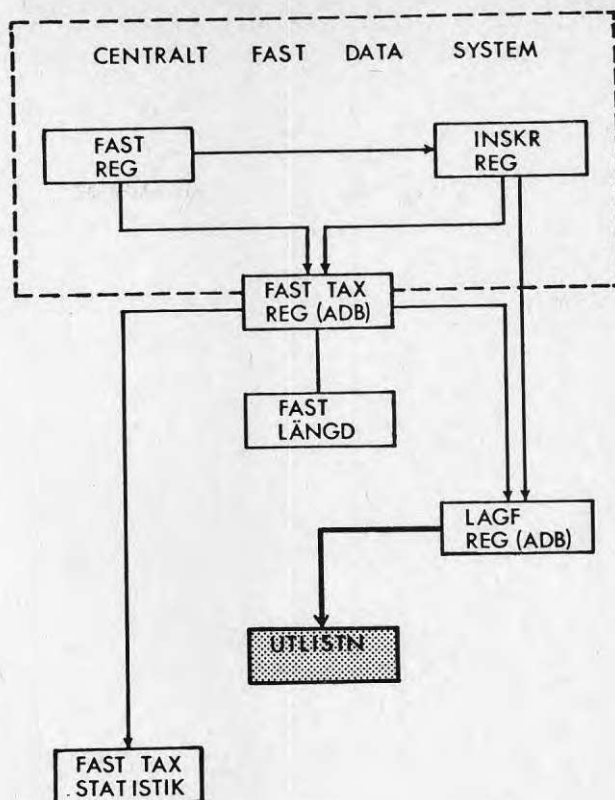 CENTRALT FAST DATA SYSTEM
FAST
REG
INSKR
REG
FAST TAX
REG (ADB)
FAST
LÄNGD
LAGF
REG (ADB)
UTLISTN
FAST TAX
STATISTIK